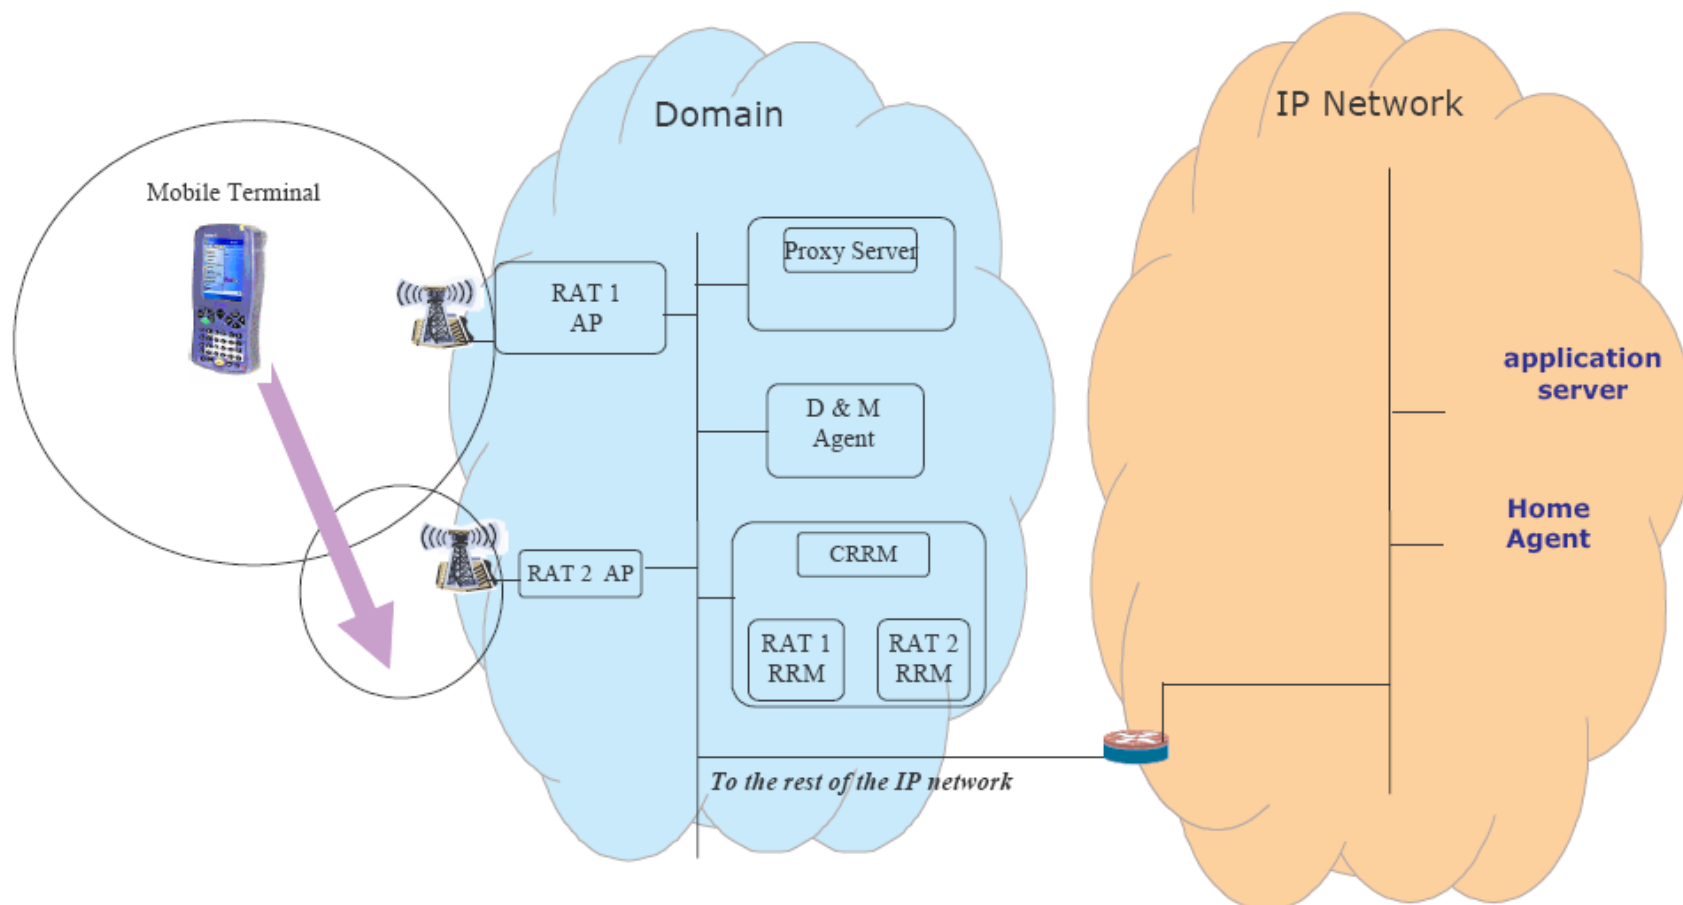 Domain
IP Network
Mobile Terminal
Proxy Server
RAT 1
AP
application
server
D & M
Agent
Home
Agent
CRRM
RAT 2 AP
RAT 1
RRM
RAT 2
RRM
To the rest of the IP network